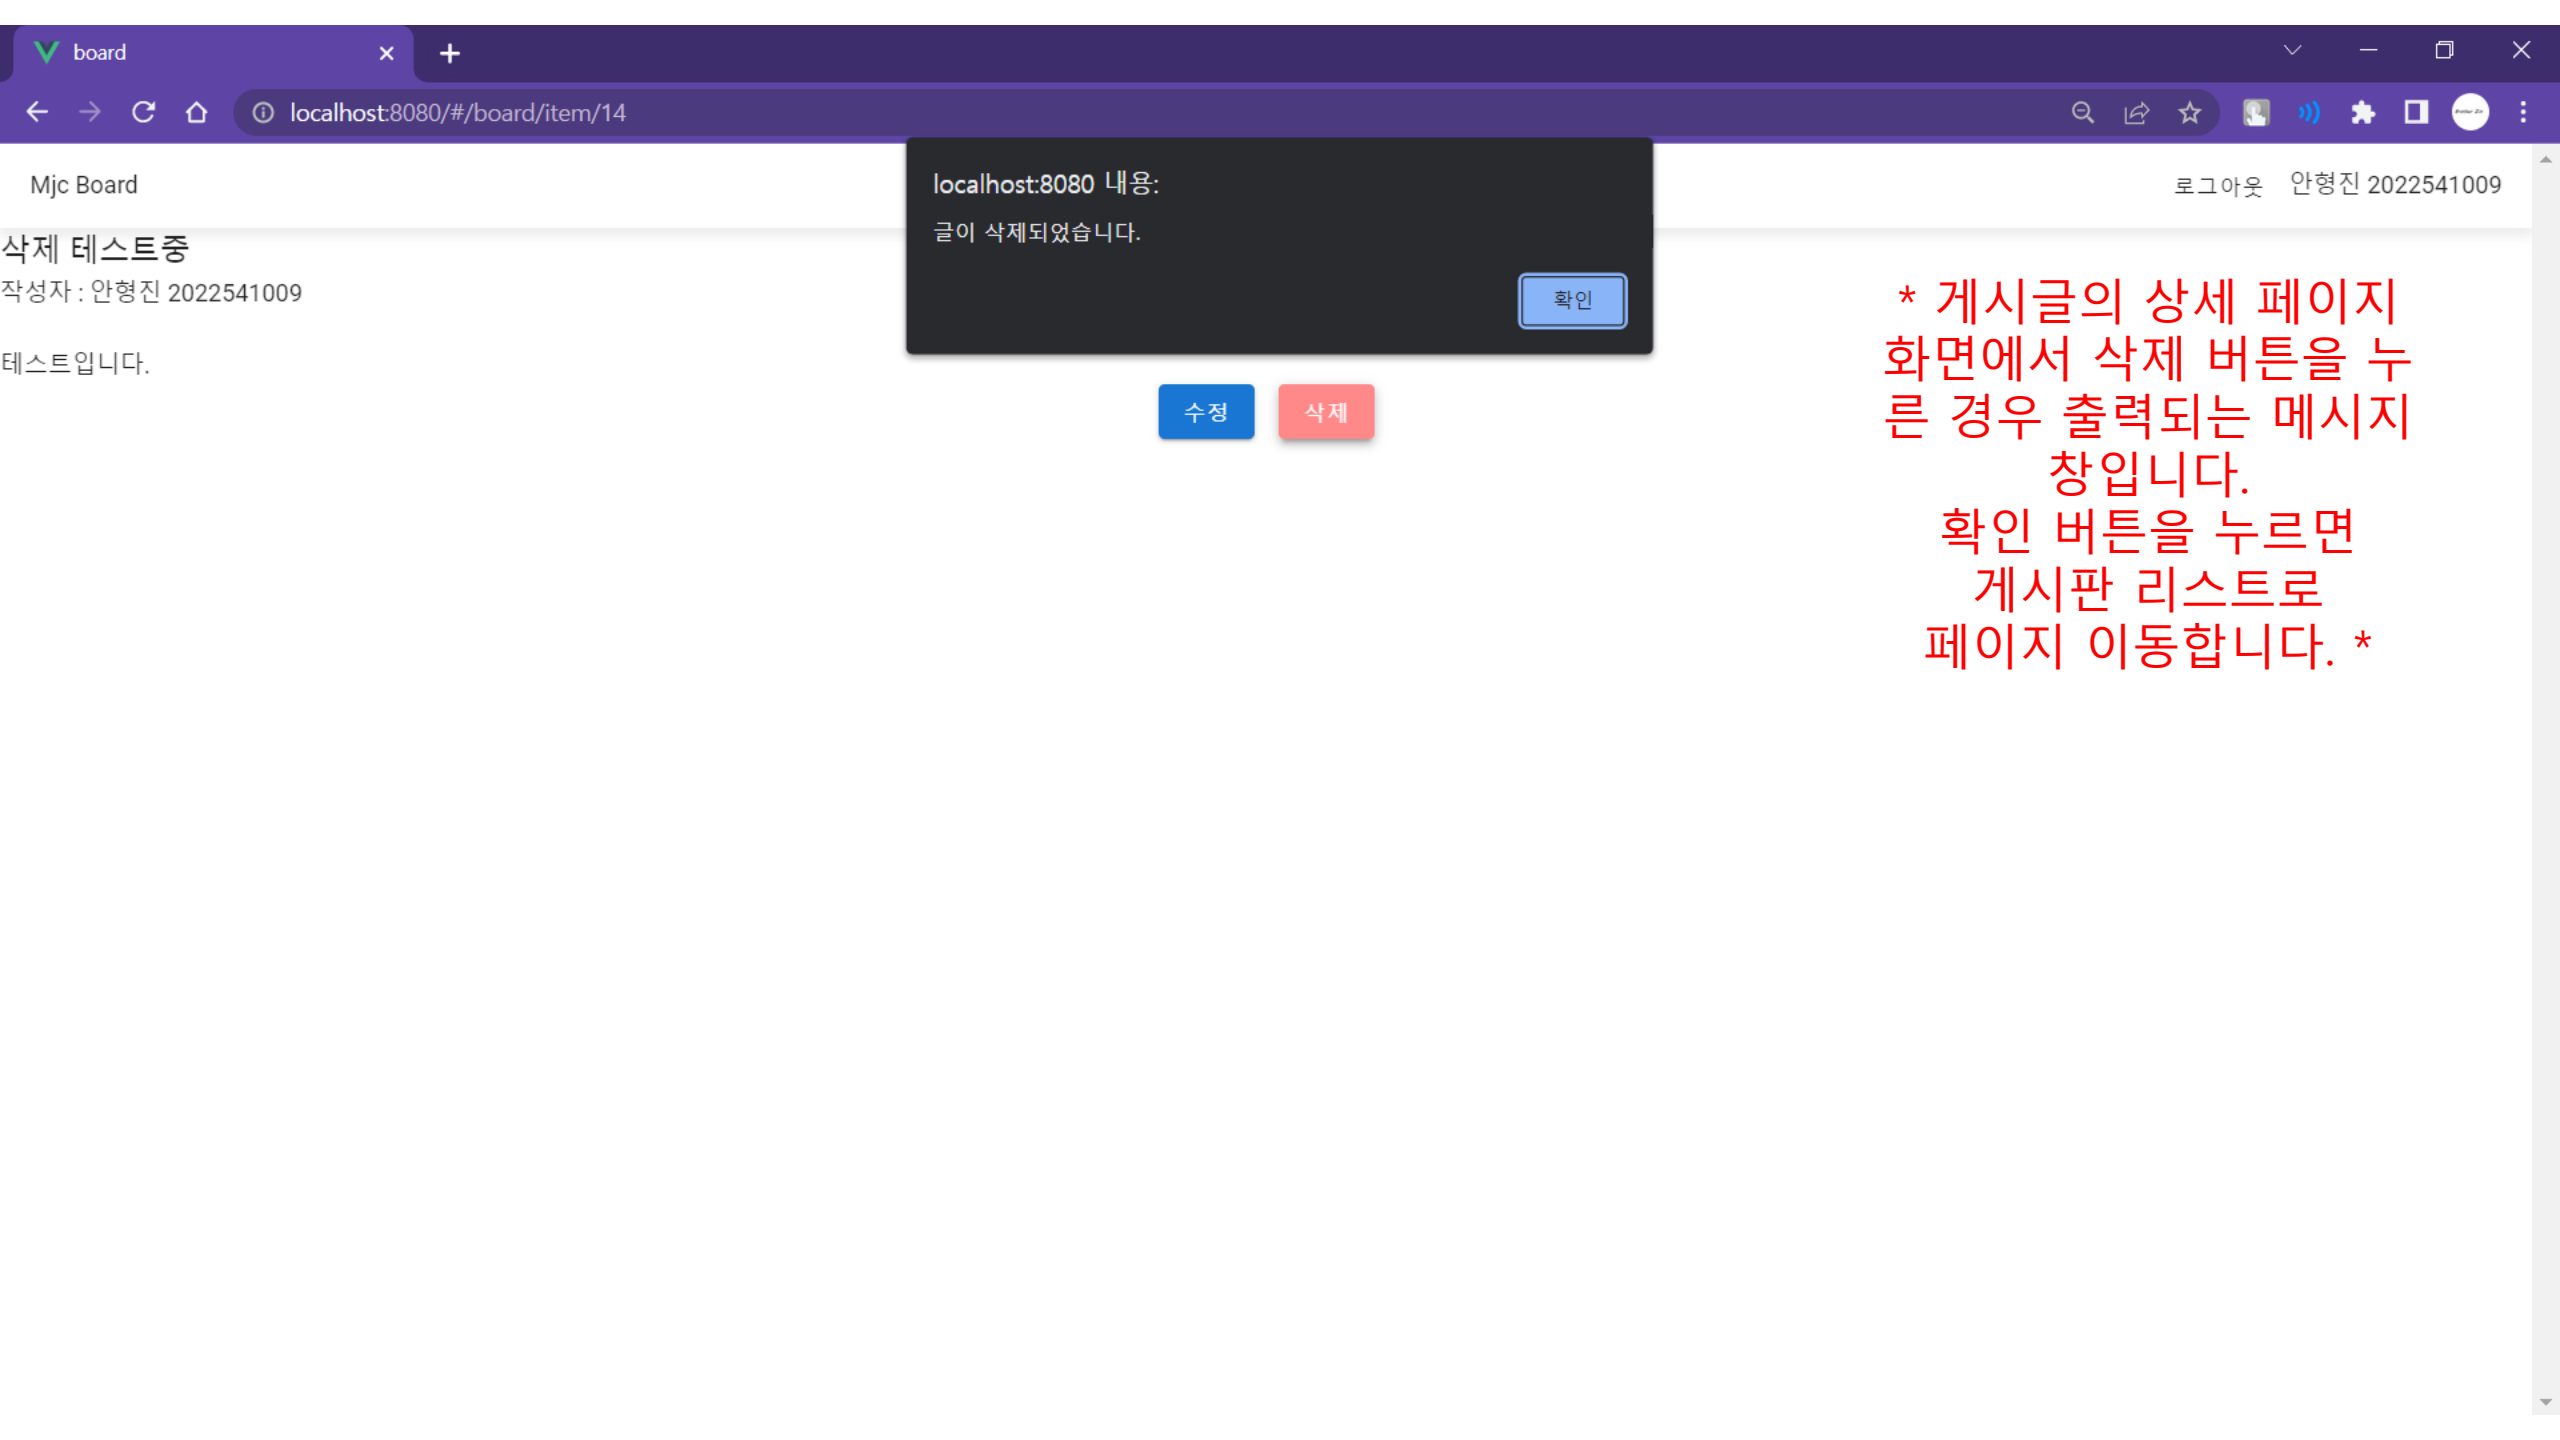 board
localhost:8080/#/board/item/14
Mjc Board
로그아웃 안형진 2022541009
localhost:8080 내용:
글이 삭제되었습니다.
확인
삭제 테스트중
작성자 : 안형진 2022541009
테스트입니다.
수정 삭제
* 게시글의 상세 페이지
화면에서 삭제 버튼을 누
른 경우 출력되는 메시지
창입니다.
확인 버튼을 누르면
게시판 리스트로
페이지 이동합니다. *